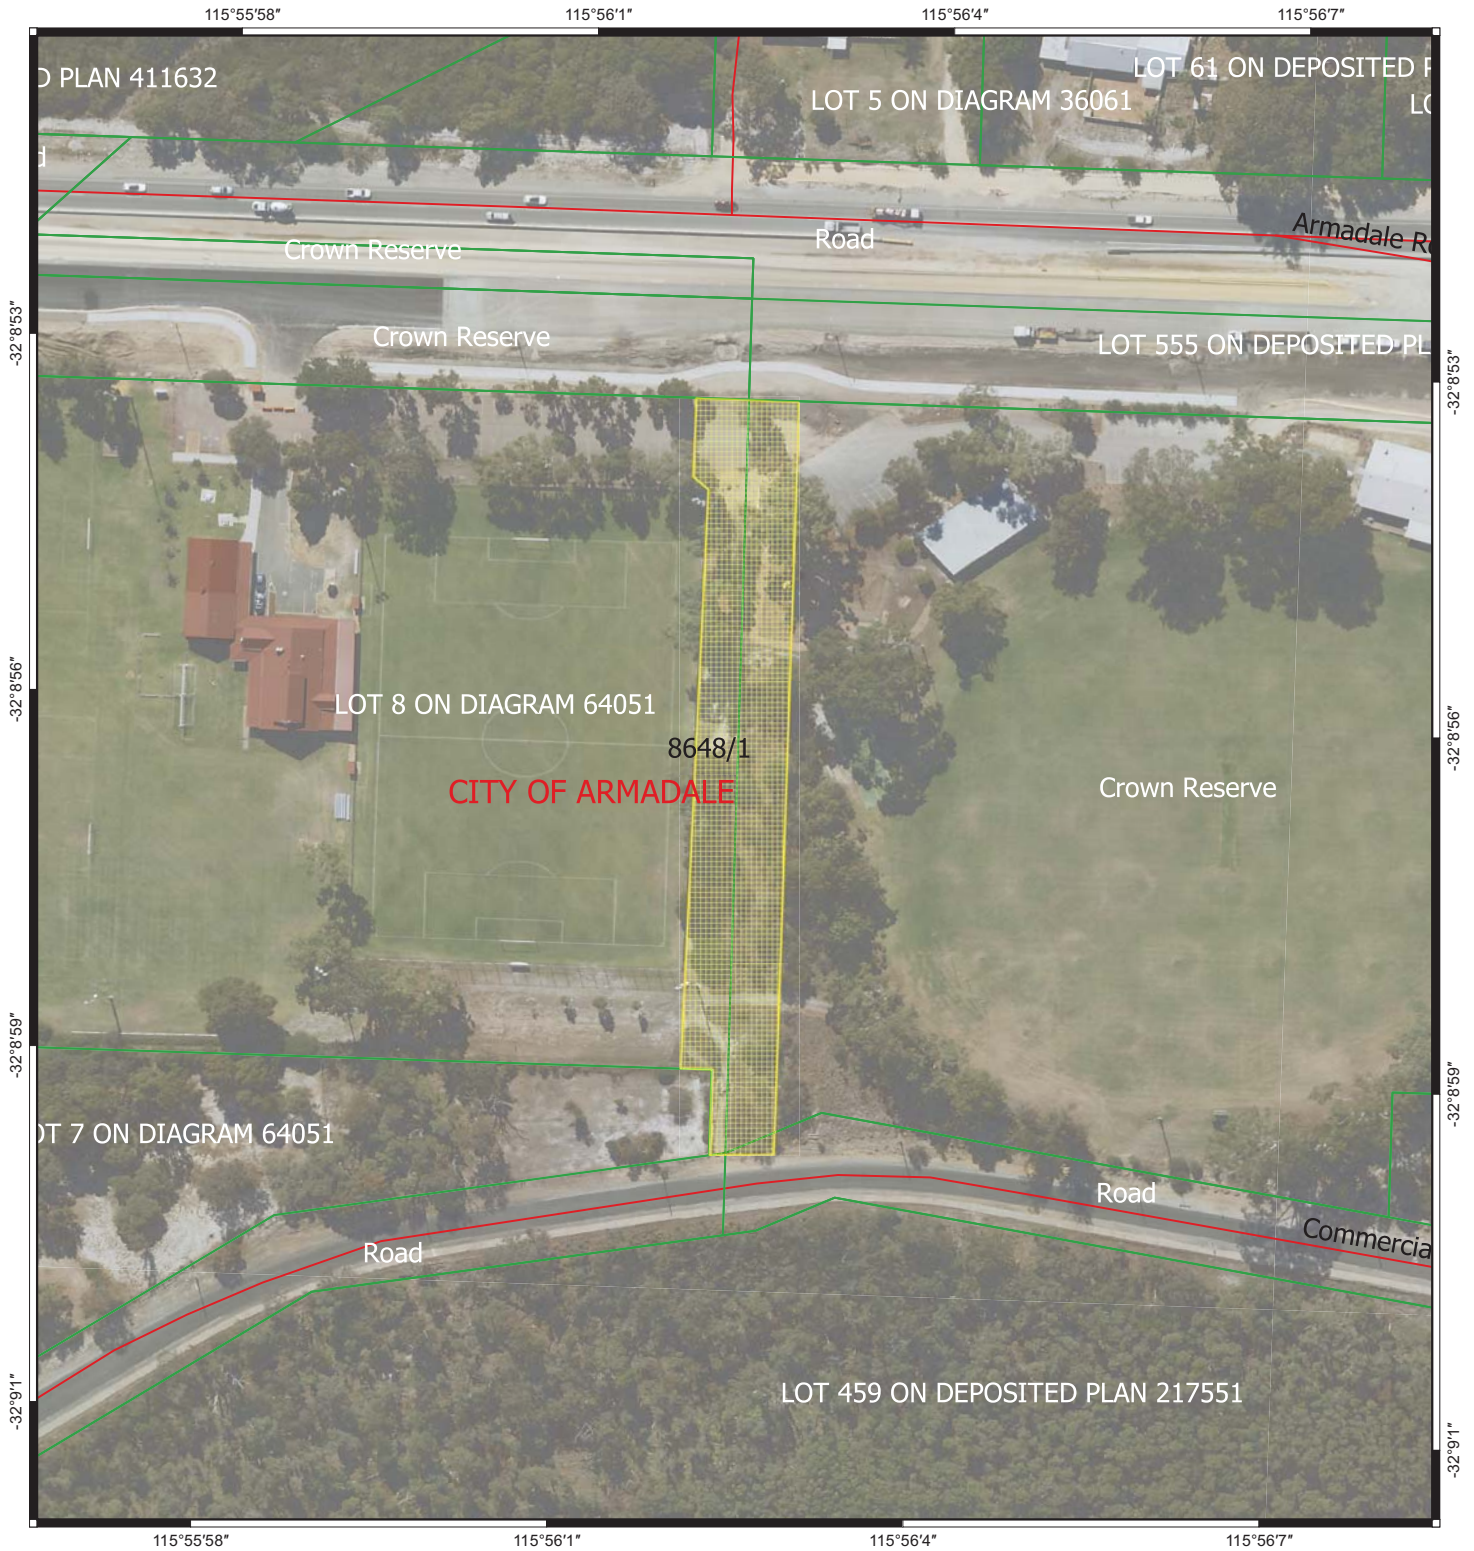 115°55′58″ 115°56′1″ 115°56′4″ 115°56′7″
D PLAN 411632
LOT 61 ON DEPOSITED P
LOT 5 ON DIAGRAM 36061
LO
d
Armadale Ro
Road
Crown Reserve
Crown Reserve
LOT 555 ON DEPOSITED PL
-32°8′53″
-32°8′53″
LOT 8 ON DIAGRAM 64051
-32°8′56″
-32°8′56″
8648/1
CITY OF ARMADALE
Crown Reserve
-32°8′59″
-32°8′59″
OT 7 ON DIAGRAM 64051
Road
Road
Commercia
LOT 459 ON DEPOSITED PLAN 217551
-32°9′1″
-32°9′1″
115°55′58″ 115°56′1″ 115°56′4″ 115°56′7″